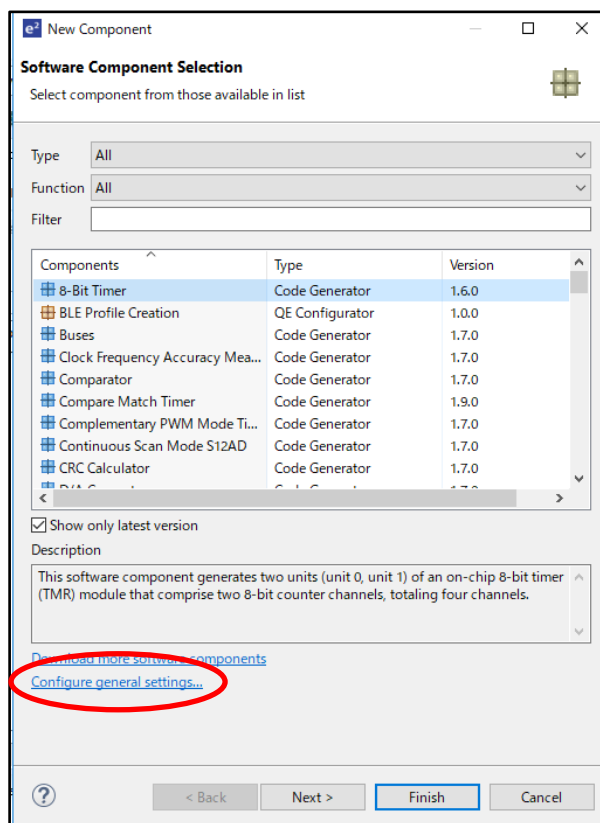 e² New Component
Software Component Selection
Select component from those available in list
Type All
Function All
Filter
Components Type Version
8-Bit Timer Code Generator 1.6.0
BLE Profile Creation QE Configurator 1.0.0
Buses Code Generator 1.7.0
Clock Frequency Accuracy Mea... Code Generator 1.7.0
Comparator Code Generator 1.7.0
Compare Match Timer Code Generator 1.9.0
Complementary PWM Mode Ti... Code Generator 1.7.0
Continuous Scan Mode S12AD Code Generator 1.7.0
CRC Calculator Code Generator 1.7.0
Show only latest version
Description
This software component generates two units (unit 0, unit 1) of an on-chip 8-bit timer
(TMR) module that comprise two 8-bit counter channels, totaling four channels.
Download more software components
Configure general settings...
< Back Next > Finish Cancel